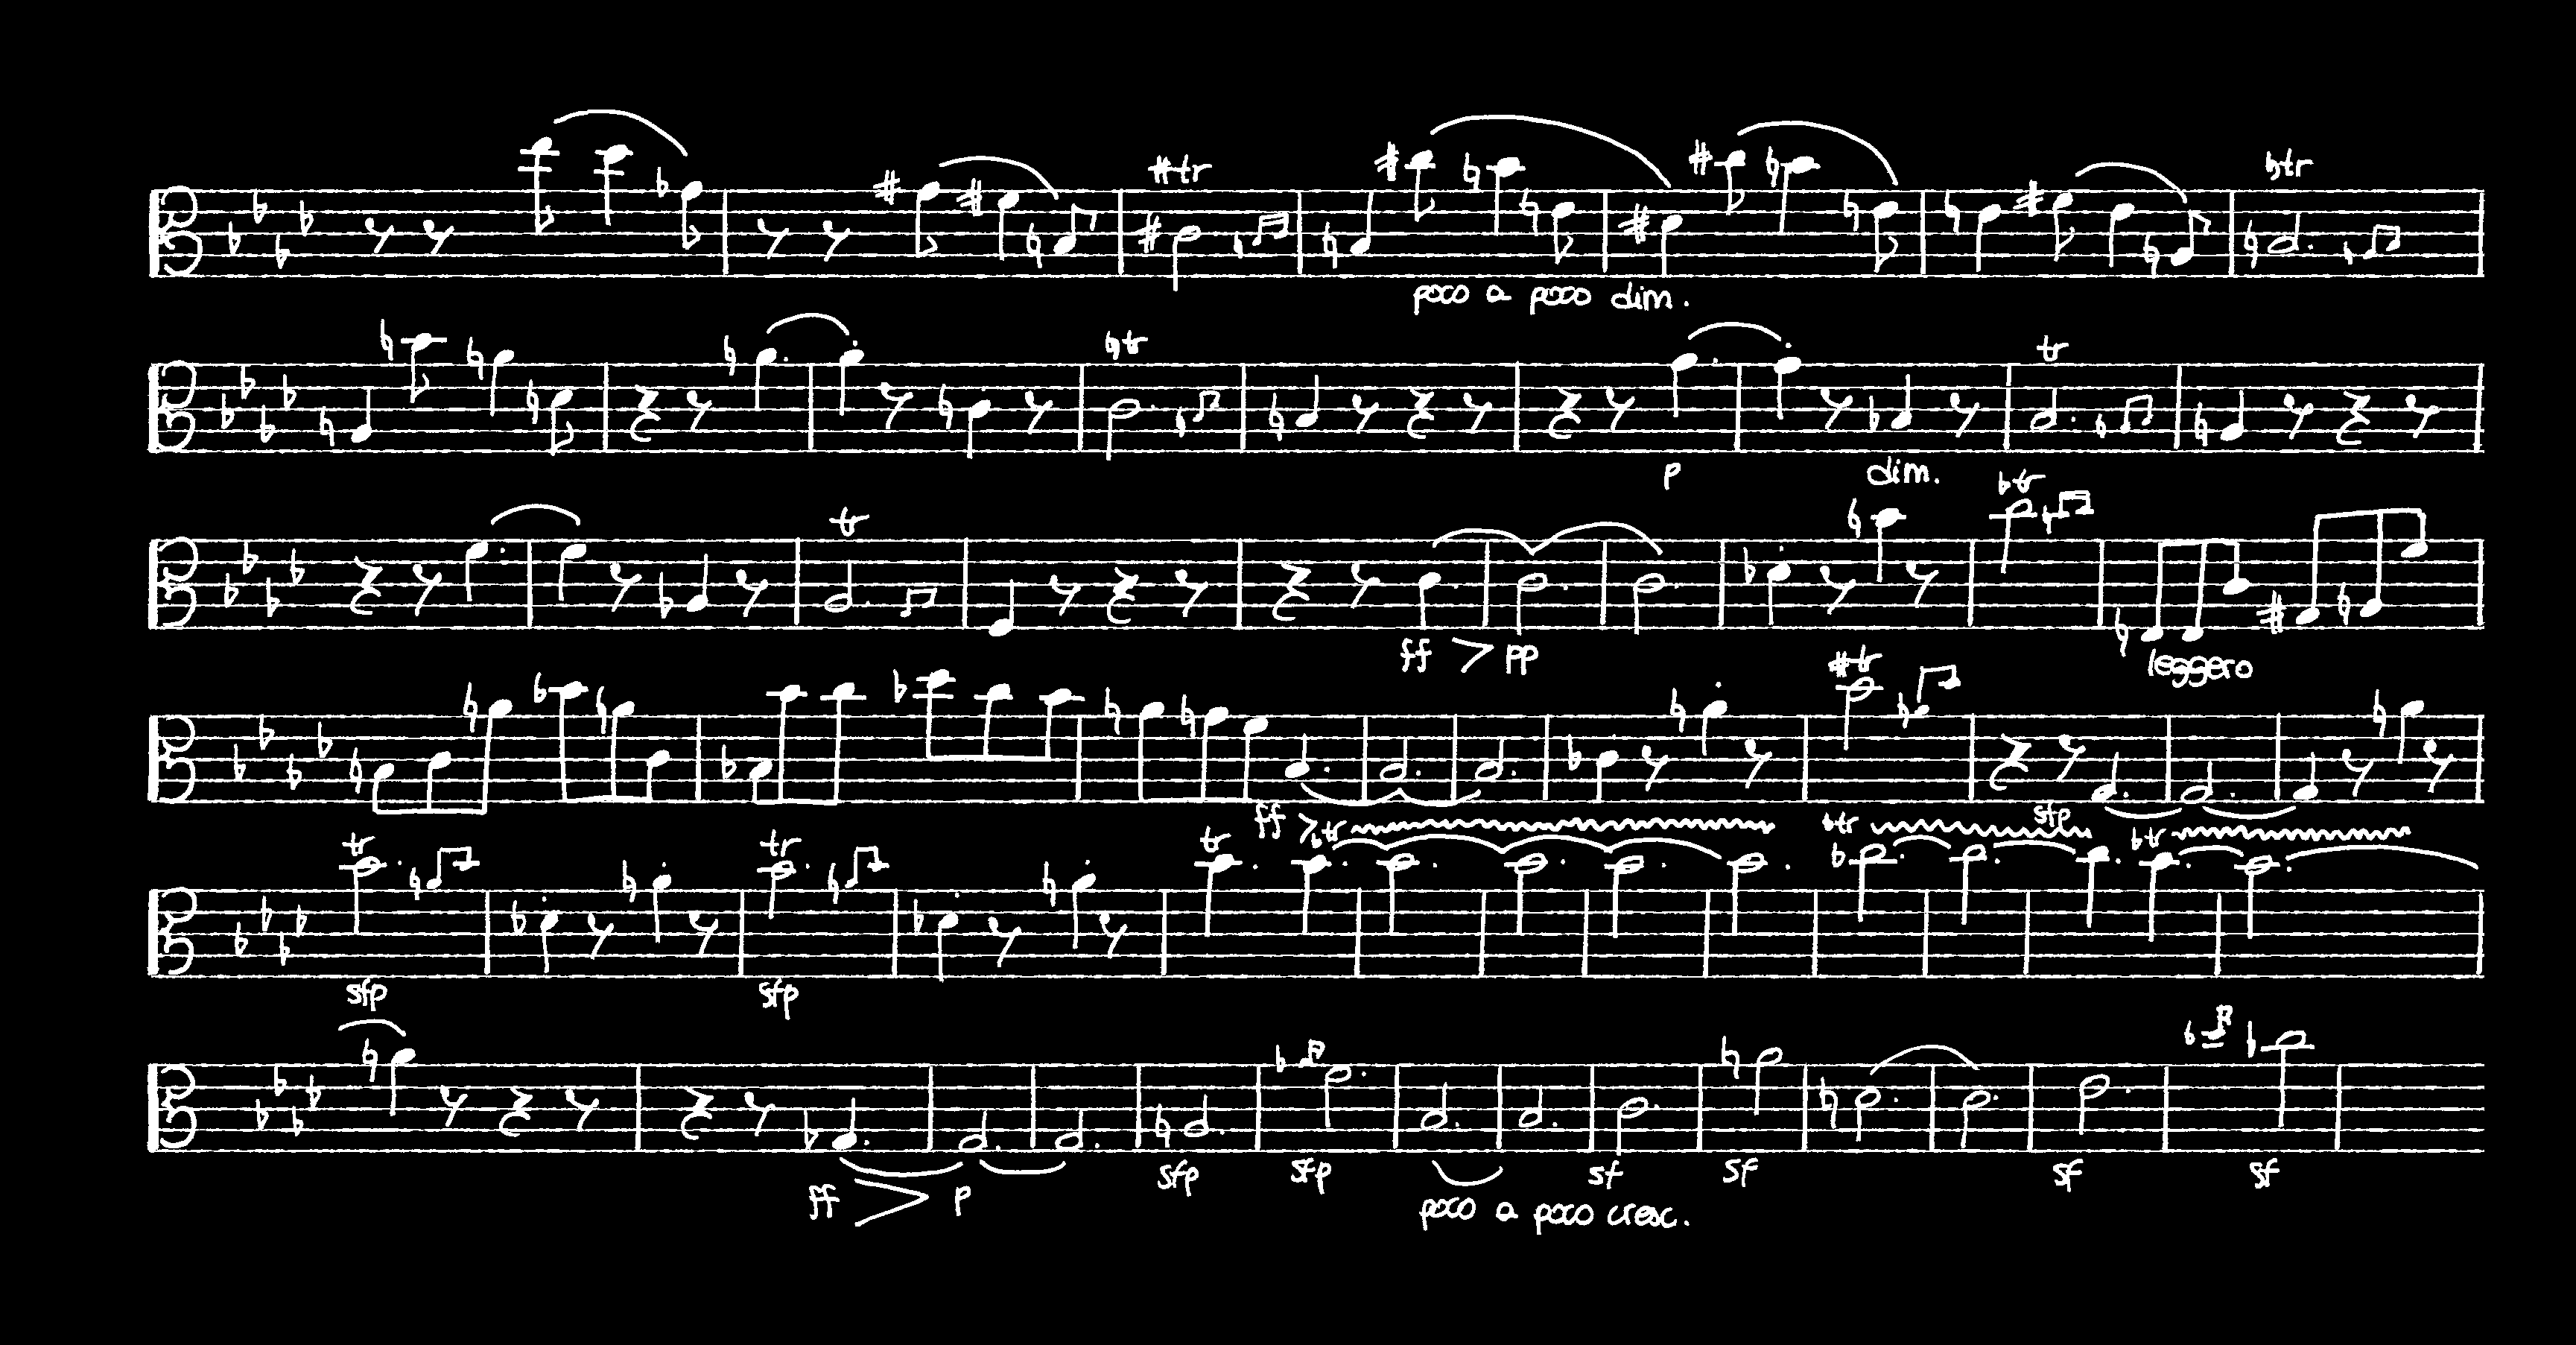 #tr ♮tr
poco a poco dim.
♮tr tr
p dim.
tr ♭tr
ff > pp leggero
#tr
ff > sfp
tr tr tr ♭tr ♭tr ♭tr
sfp sfp
ff > p sfp sfp sf sf sf sf
poco a poco cresc.